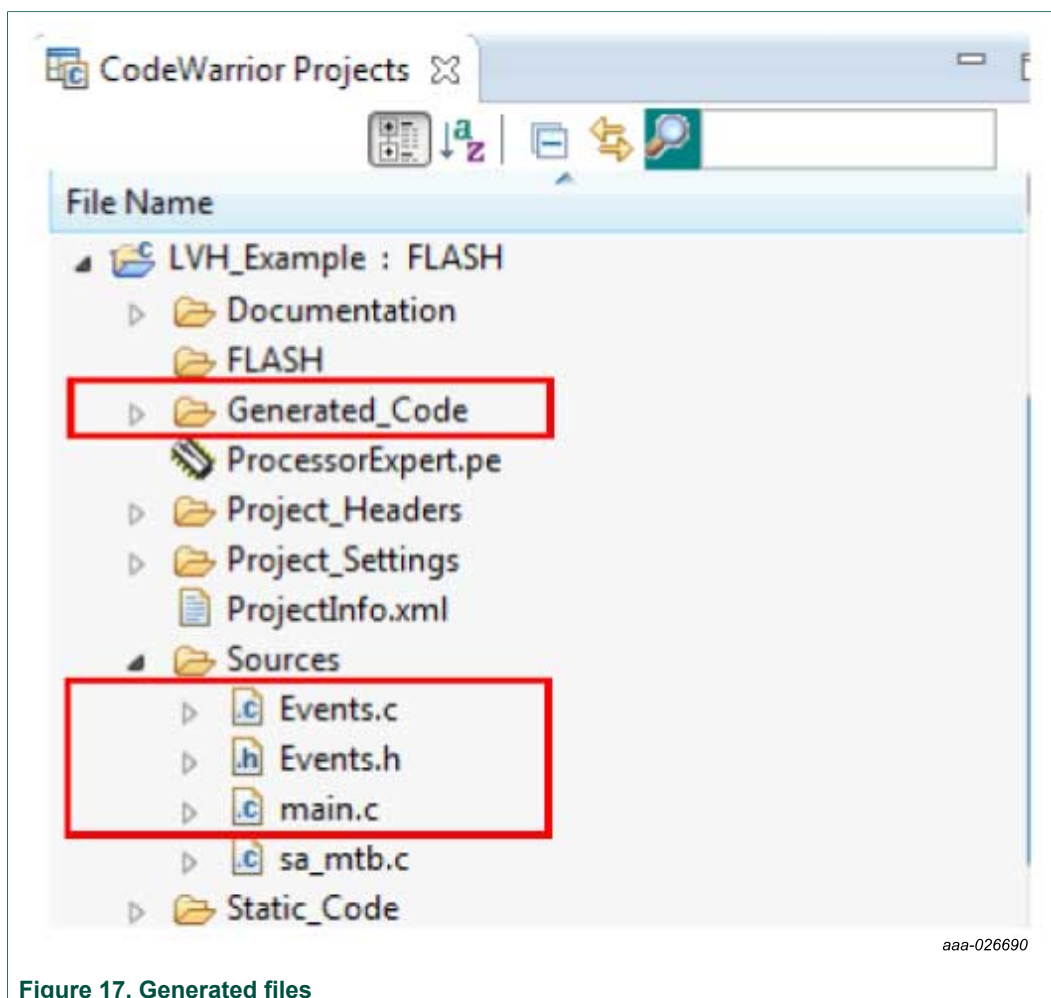 CodeWarrior Projects
File Name
LVH_Example : FLASH
Documentation
FLASH
Generated_Code
ProcessorExpert.pe
Project_Headers
Project_Settings
ProjectInfo.xml
Sources
.c Events.c
.h Events.h
.c main.c
.c sa_mtb.c
Static_Code
aaa-026690
Figure 17. Generated files